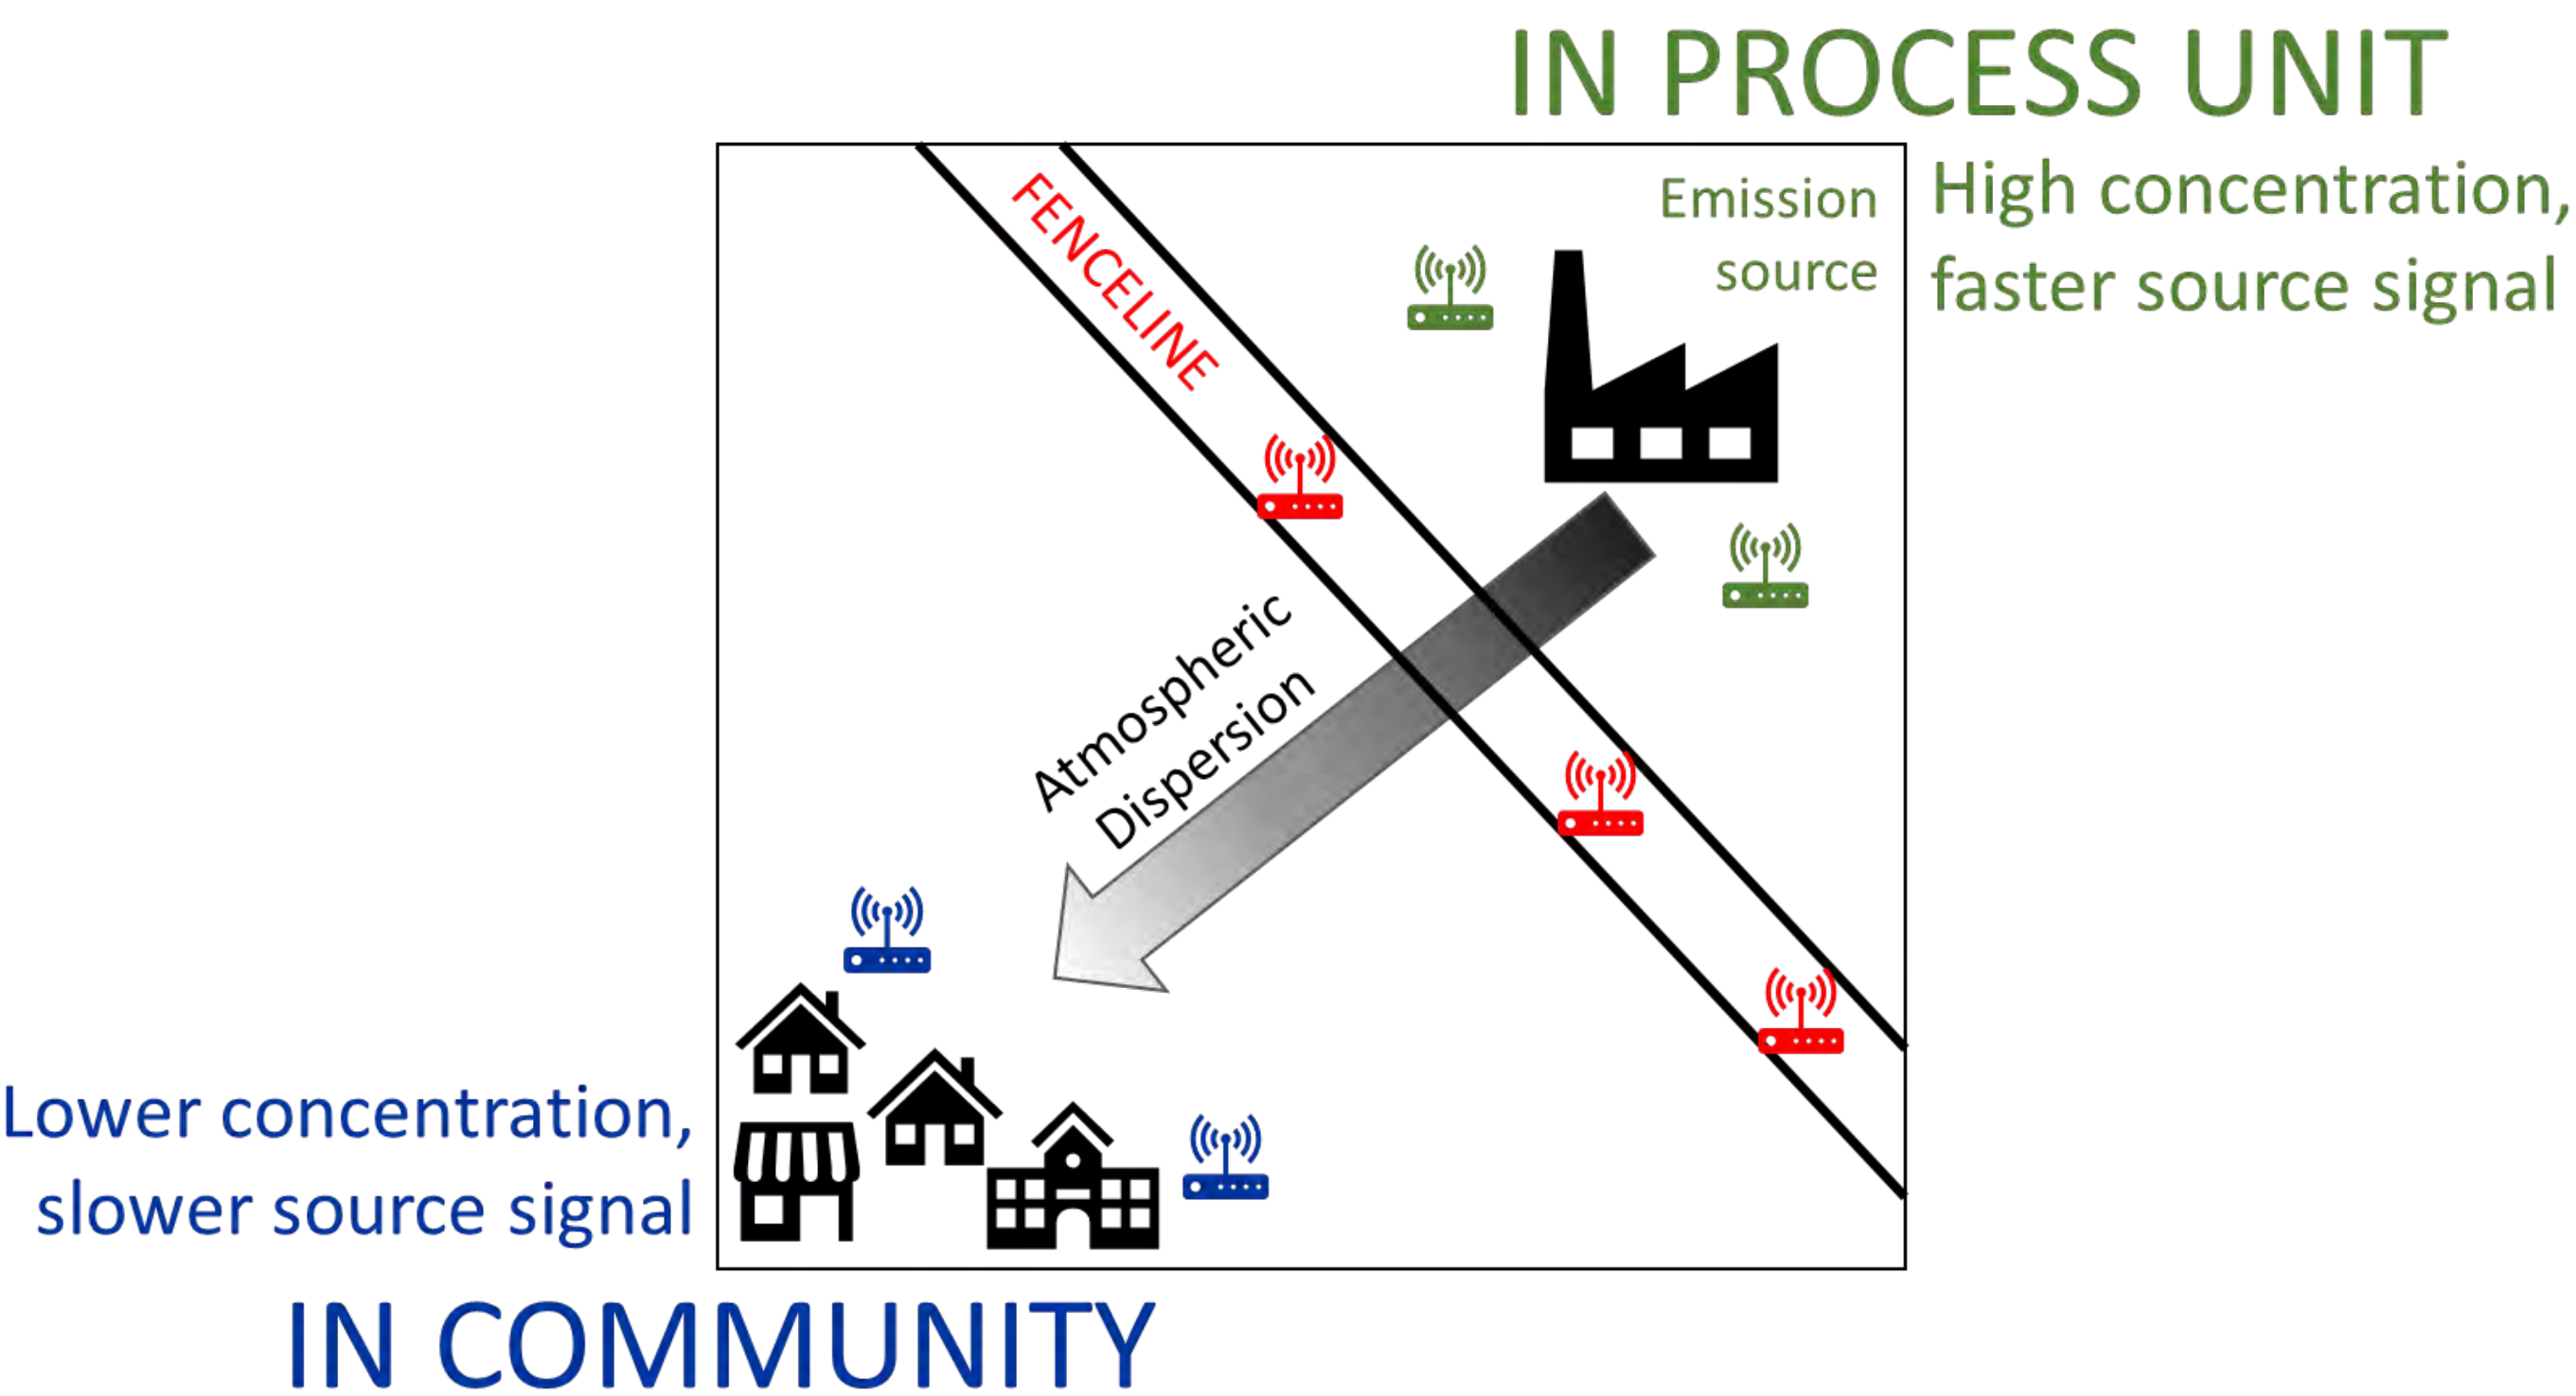 IN PROCESS UNIT
High concentration,
faster source signal
Emission
source
FENCELINE
Atmospheric
Dispersion
Lower concentration,
slower source signal
IN COMMUNITY